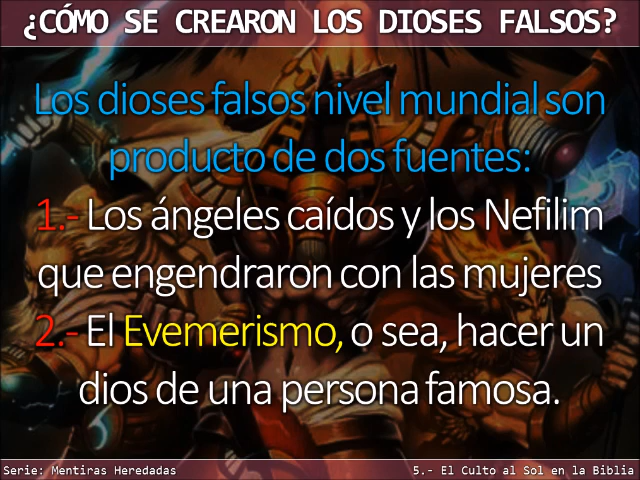 ¿CÓMO SE CREARON LOS DIOSES FALSOS?
Los dioses falsos nivel mundial son
producto de dos fuentes:
1.- Los ángeles caídos y los Nefilim
que engendraron con las mujeres
2.- El Evemerismo, o sea, hacer un
dios de una persona famosa.
Serie: Mentiras Heredadas
5.- El Culto al Sol en la Biblia